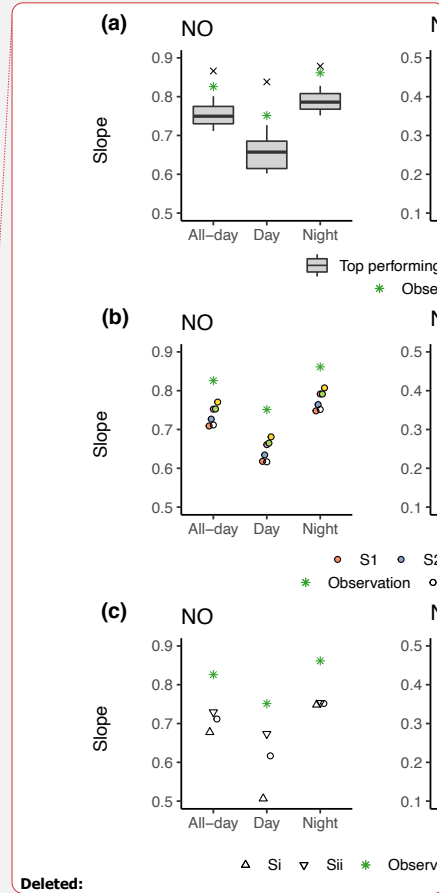 (a) NO N
0.9 0.5
0.8 0.4
0.7 0.3
0.6 0.2
0.5 0.1
Slope
All-day Day Night
Top performing
Obse
(b) NO N
0.9 0.5
0.8 0.4
0.7 0.3
0.6 0.2
0.5 0.1
Slope
All-day Day Night
S1 S2
Observation
(c) NO N
0.9 0.5
0.8 0.4
0.7 0.3
0.6 0.2
0.5 0.1
Slope
All-day Day Night
Si Sii Observ
Deleted: